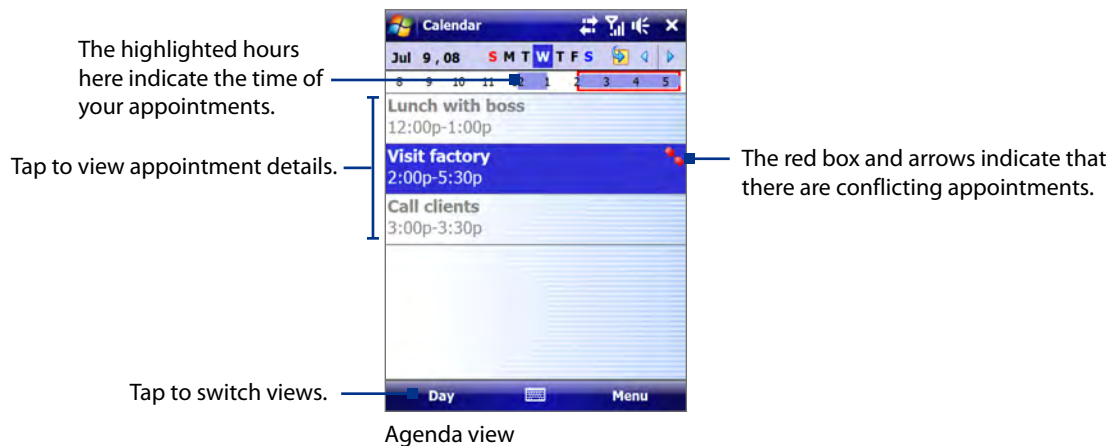 Calendar
Jul 9 , 08 S M T W T F S
8 9 10 11 12 1 2 3 4 5
The highlighted hours
here indicate the time of
your appointments.
Lunch with boss
12:00p-1:00p
Tap to view appointment details.
Visit factory
2:00p-5:30p
The red box and arrows indicate that
there are conflicting appointments.
Call clients
3:00p-3:30p
Tap to switch views.
Day Menu
Agenda view